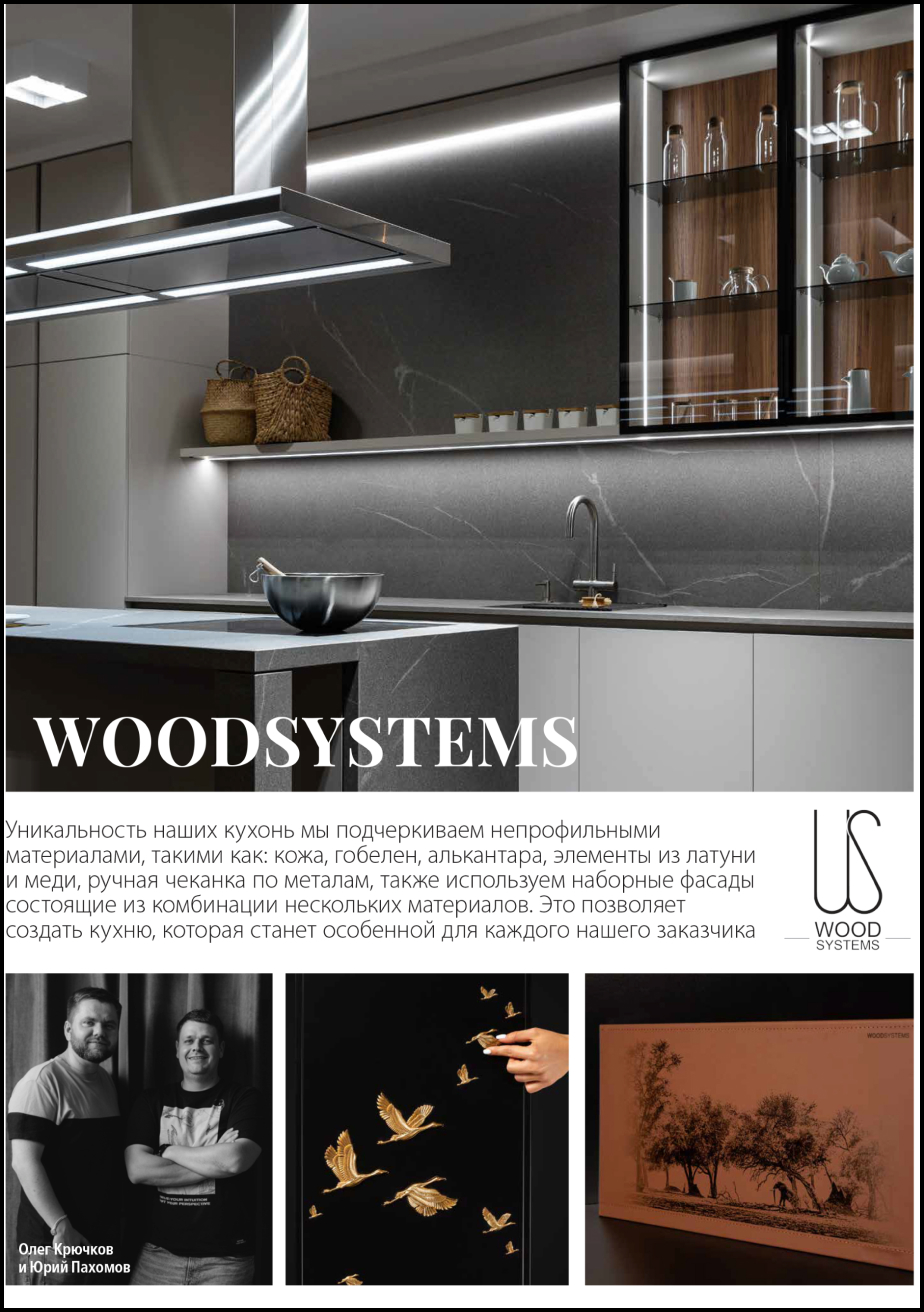 WOODSYSTEMS
Уникальность наших кухонь мы подчеркиваем непрофильными
материалами, такими как: кожа, гобелен, алькантара, элементы из латуни
и меди, ручная чеканка по металам, также используем наборные фасады
состоящие из комбинации нескольких материалов. Это позволяет
создать кухню, которая станет особенной для каждого нашего заказчика
WS
WOOD
SYSTEMS
Олег Крючков
и Юрий Пахомов
WOODSYSTEMS